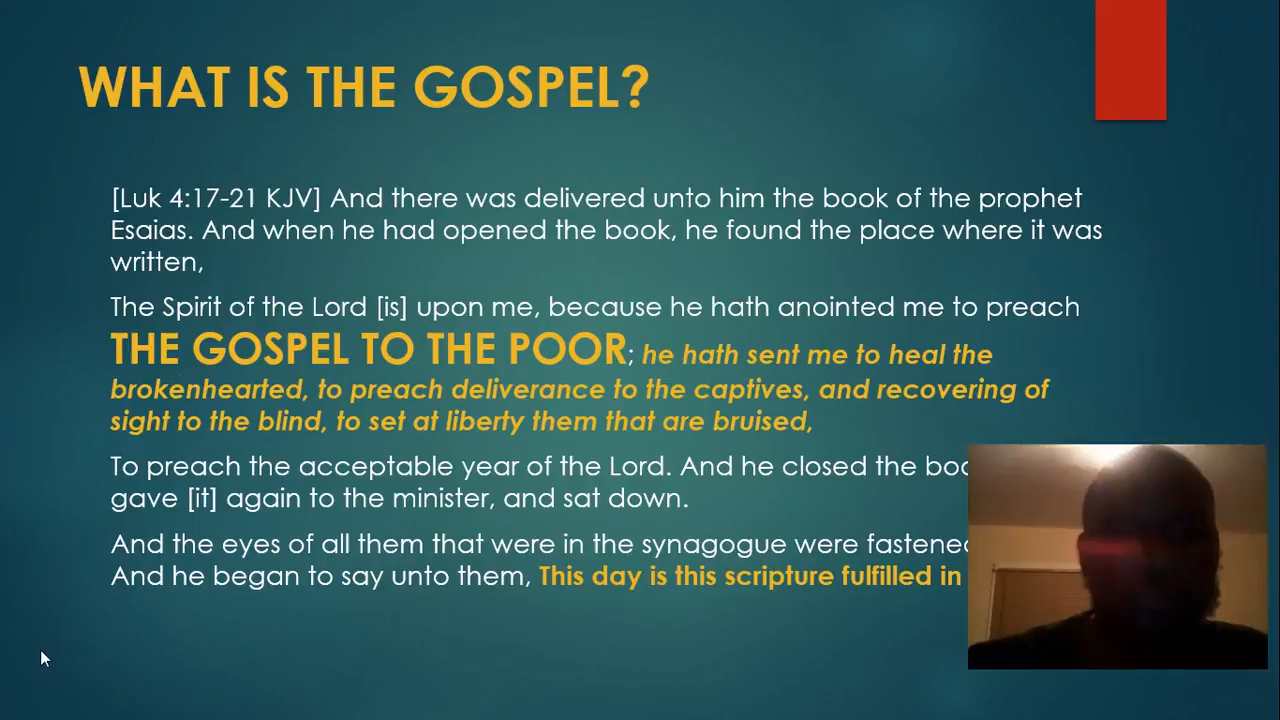 WHAT IS THE GOSPEL?
[Luk 4:17-21 KJV] And there was delivered unto him the book of the prophet
Esaias. And when he had opened the book, he found the place where it was
written,
The Spirit of the Lord [is] upon me, because he hath anointed me to preach
THE GOSPEL TO THE POOR; he hath sent me to heal the
brokenhearted, to preach deliverance to the captives, and recovering of
sight to the blind, to set at liberty them that are bruised,
To preach the acceptable year of the Lord. And he closed the
gave [it] again to the minister, and sat down.
And the eyes of all them that were in the synagogue were
And he began to say unto them, This day is this scripture fulfilled in